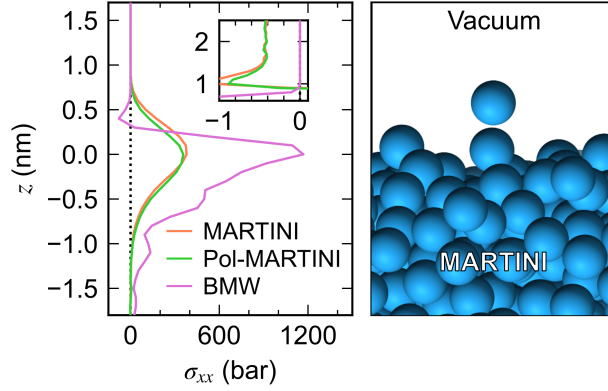 1.5
1.0
0.5
0.0
−0.5
−1.0
−1.5
z (nm)
2
1
−1
0
MARTINI
Pol-MARTINI
BMW
0
600
1200
σxx (bar)
Vacuum
MARTINI